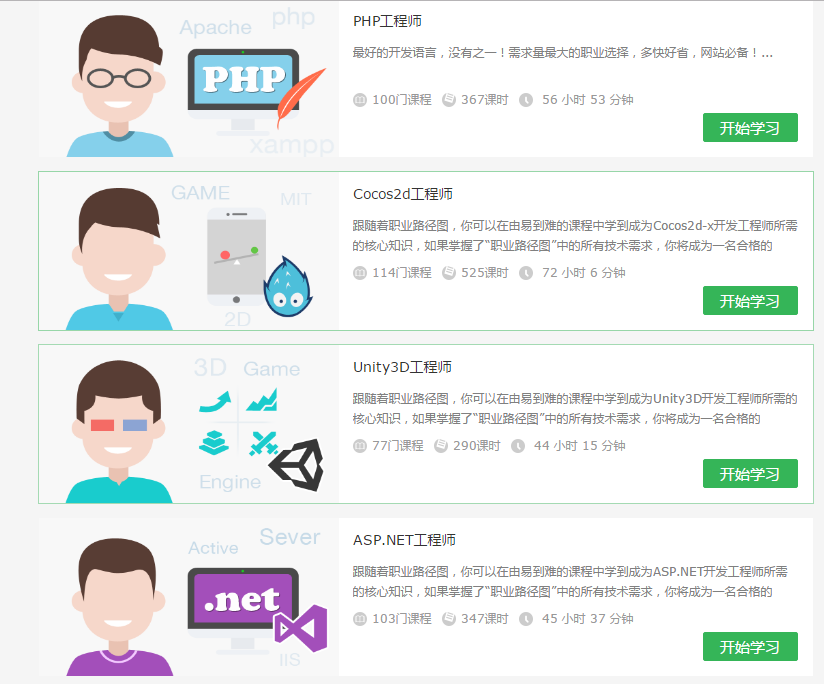 Apache
php
PHP
xampp
PHP工程师
最好的开发语言，没有之一！需求量最大的职业选择，多快好省，网站必备！...
100门课程 367课时 56 小时 53 分钟
开始学习
GAME
MIT
2D
Cocos2d工程师
跟随着职业路径图，你可以在由易到难的课程中学到成为Cocos2d-x开发工程师所需
的核心知识，如果掌握了“职业路径图”中的所有技术需求，你将成为一名合格的
114门课程 525课时 72 小时 6 分钟
开始学习
3D
Game
Engine
Unity3D工程师
跟随着职业路径图，你可以在由易到难的课程中学到成为Unity3D开发工程师所需的
核心知识，如果掌握了“职业路径图”中的所有技术需求，你将成为一名合格的
77门课程 290课时 44 小时 15 分钟
开始学习
Active
Sever
.net
IIS
ASP.NET工程师
跟随着职业路径图，你可以在由易到难的课程中学到成为ASP.NET开发工程师所需
的核心知识，如果掌握了“职业路径图”中的所有技术需求，你将成为一名合格的
103门课程 347课时 45 小时 37 分钟
开始学习